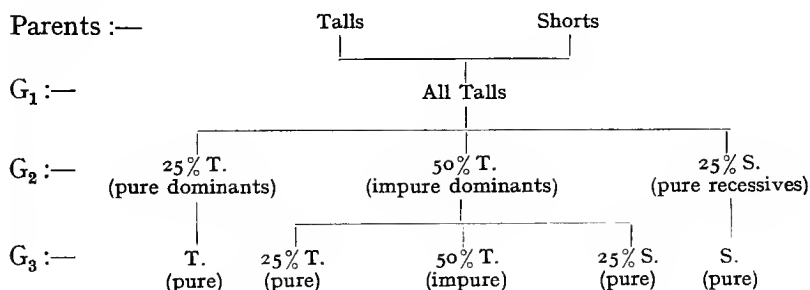 Parents :— Talls Shorts
G₁ :— All Talls
G₂ :— 25% T. 50% T. 25% S.
(pure dominants) (impure dominants) (pure recessives)
G₃ :— T. 25% T. 50% T. 25% S. S.
(pure) (pure) (impure) (pure) (pure)